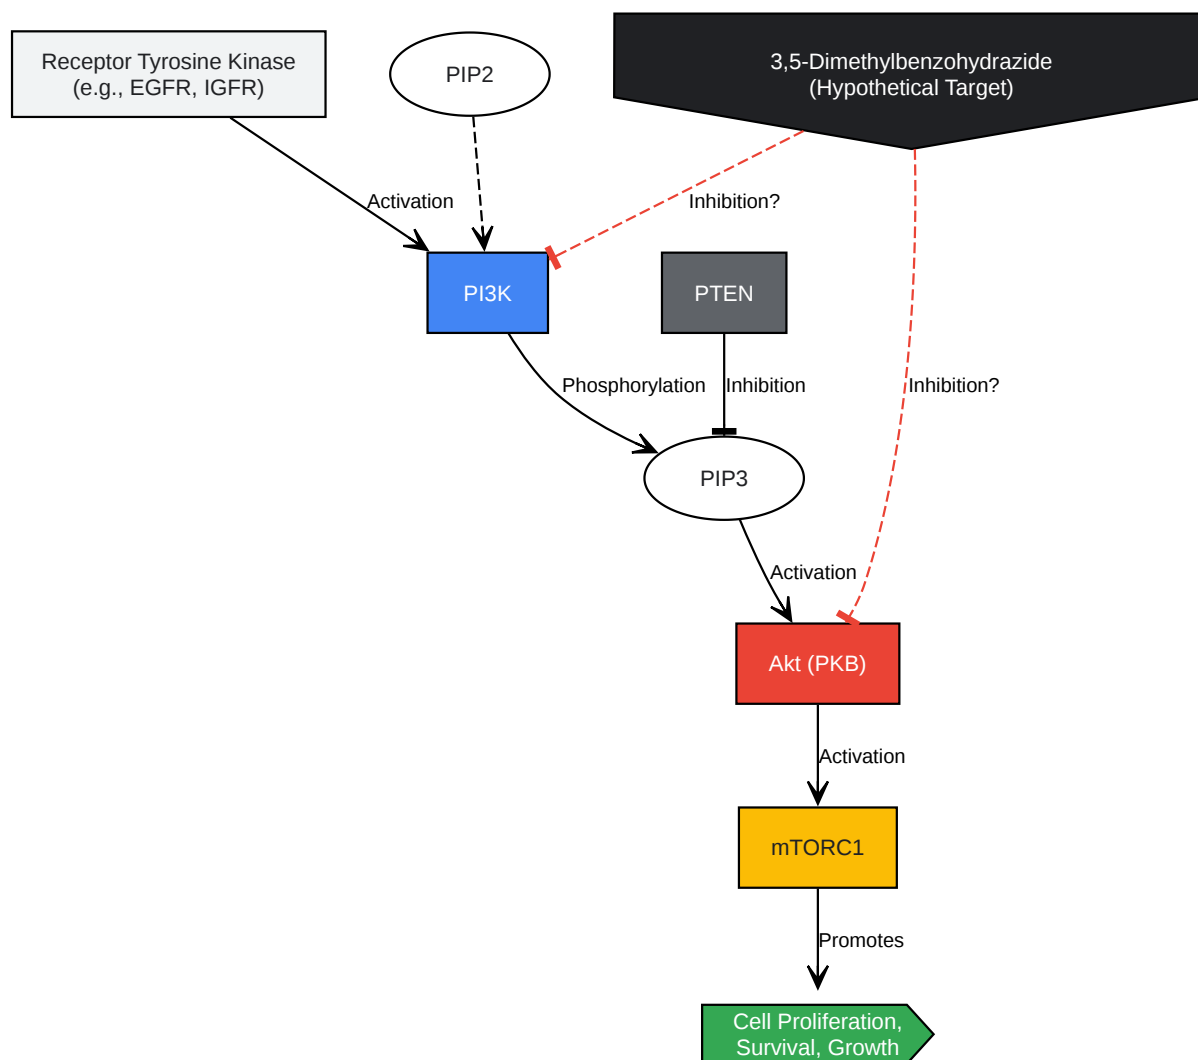 Receptor Tyrosine Kinase
(e.g., EGFR, IGFR)
PIP2
3,5-Dimethylbenzohydrazide
(Hypothetical Target)
Activation
Inhibition?
PI3K
PTEN
Phosphorylation
Inhibition
Inhibition?
PIP3
Activation
Akt (PKB)
Activation
mTORC1
Promotes
Cell Proliferation,
Survival, Growth